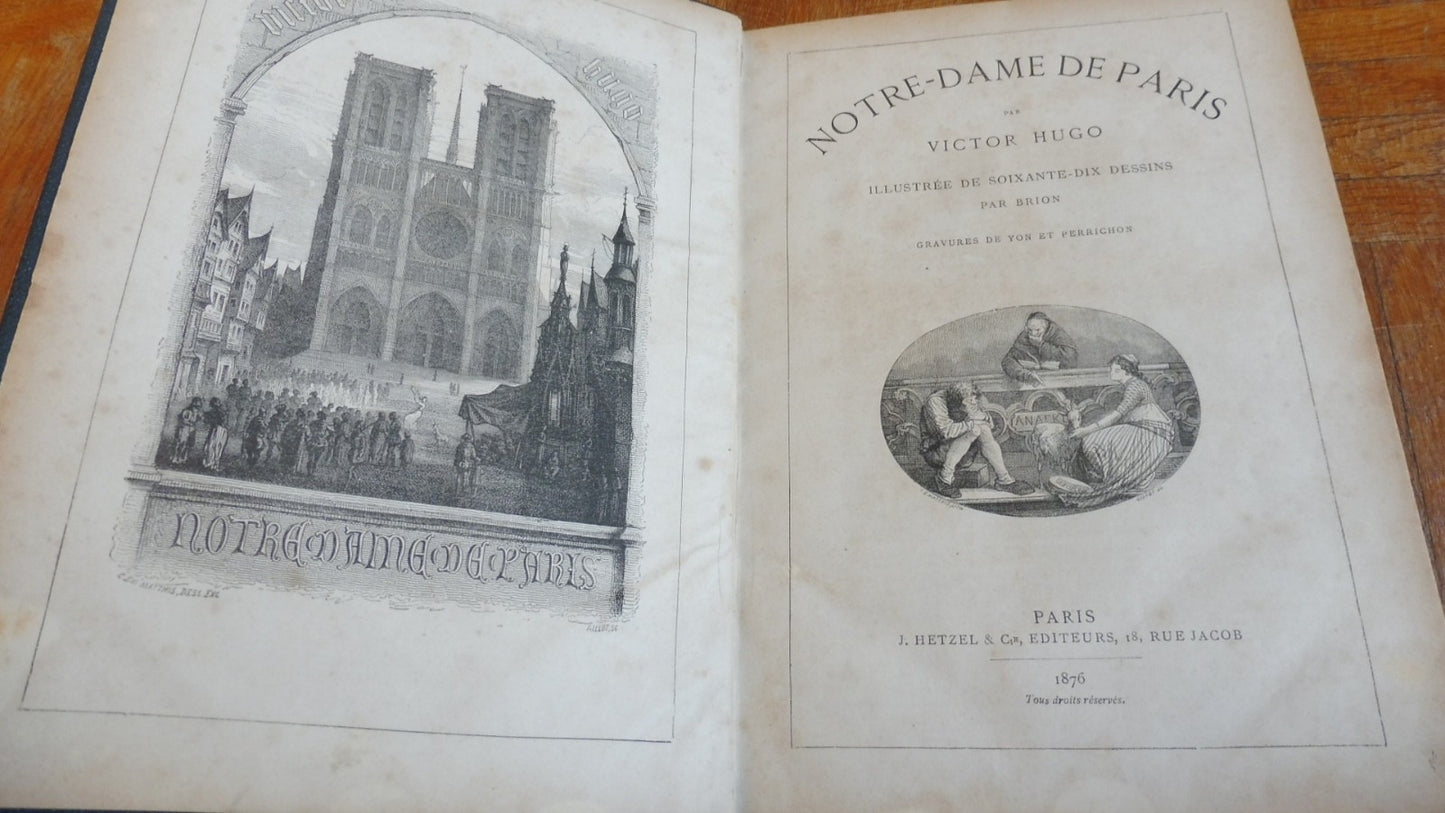 Victor Hugo
NOTRE·DAME·DE·PARIS
NOTRE-DAME DE PARIS
PAR
VICTOR HUGO
ILLUSTRÉE DE SOIXANTE-DIX DESSINS
PAR BRION
GRAVURES DE YON ET PERRICHON
PARIS
J. HETZEL & Cie, EDITEURS, 18, RUE JACOB
1876
Tous droits réservés.